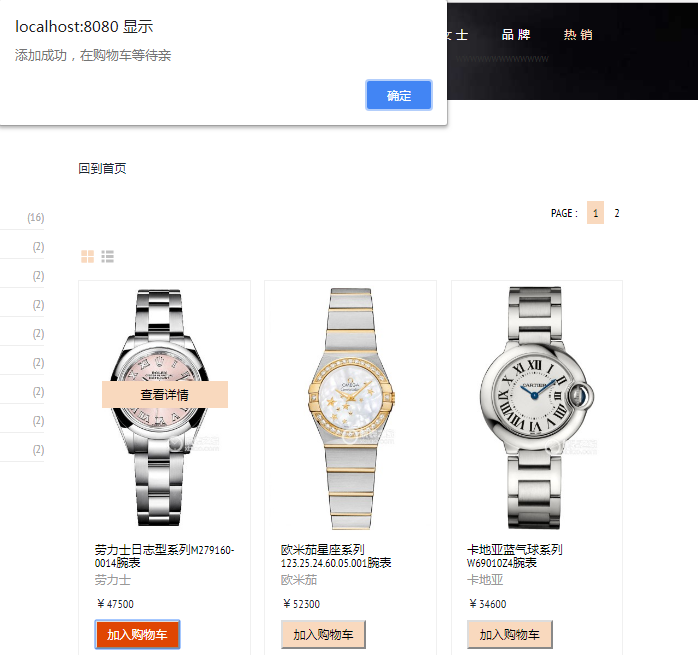 localhost:8080 显示
添加成功，在购物车等待亲
确定
女 士 品 牌 热 销
回到首页
PAGE : 1 2
(16)
(2)
(2)
(2)
(2)
(2)
(2)
(2)
(2)
查看详情
OMEGA
CARTIER
劳力士日志型系列M279160-
0014腕表
劳力士
￥47500
加入购物车
欧米茄星座系列
123.25.24.60.05.001腕表
欧米茄
￥52300
加入购物车
卡地亚蓝气球系列
W69010Z4腕表
卡地亚
￥34600
加入购物车